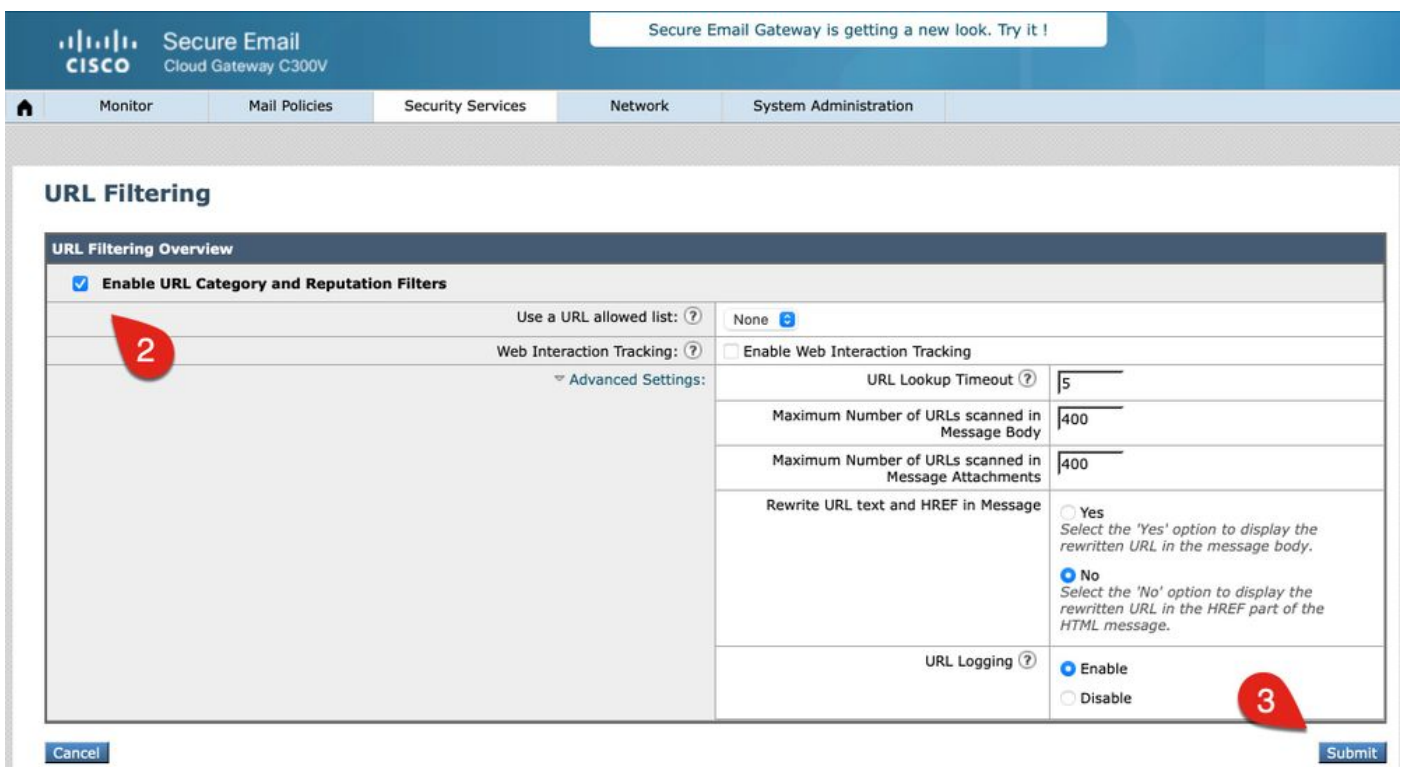 Secure Email Gateway is getting a new look. Try it !
CISCO
Secure Email
Cloud Gateway C300V
Monitor Mail Policies Security Services Network System Administration
URL Filtering
URL Filtering Overview
Enable URL Category and Reputation Filters
2
Use a URL allowed list: ? None
Web Interaction Tracking: ? Enable Web Interaction Tracking
Advanced Settings:
URL Lookup Timeout ? 5
Maximum Number of URLs scanned in
Message Body
400
Maximum Number of URLs scanned in
Message Attachments
400
Rewrite URL text and HREF in Message
Yes
Select the 'Yes' option to display the
rewritten URL in the message body.
No
Select the 'No' option to display the
rewritten URL in the HREF part of the
HTML message.
URL Logging ?
Enable
Disable
3
Cancel Submit